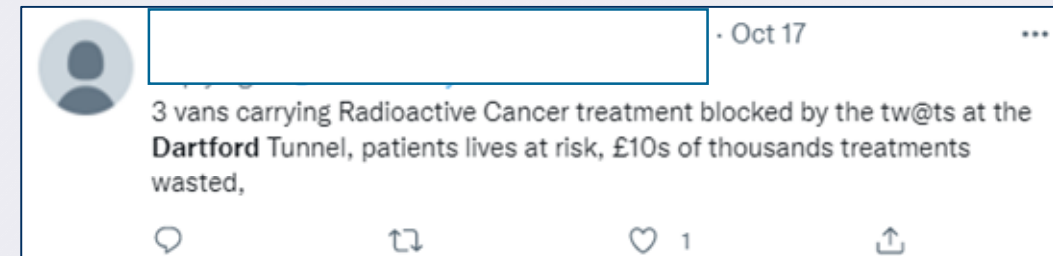 · Oct 17
3 vans carrying Radioactive Cancer treatment blocked by the tw@ts at the
Dartford Tunnel, patients lives at risk, £10s of thousands treatments
wasted,
1